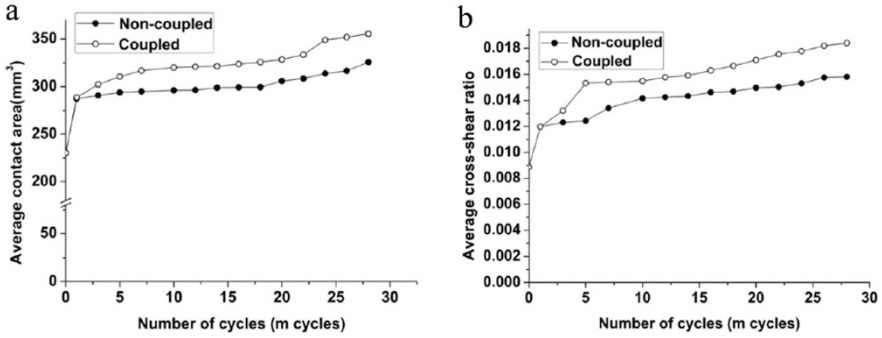 a
Non-coupled
Coupled
Average contact area(mm³)
350
300
250
200
50
0
0 5 10 15 20 25 30
Number of cycles (m cycles)
b
Non-coupled
Coupled
Average cross-shear ratio
0.018
0.016
0.014
0.012
0.010
0.008
0.006
0.004
0.002
0.000
0 5 10 15 20 25 30
Number of cycles (m cycles)